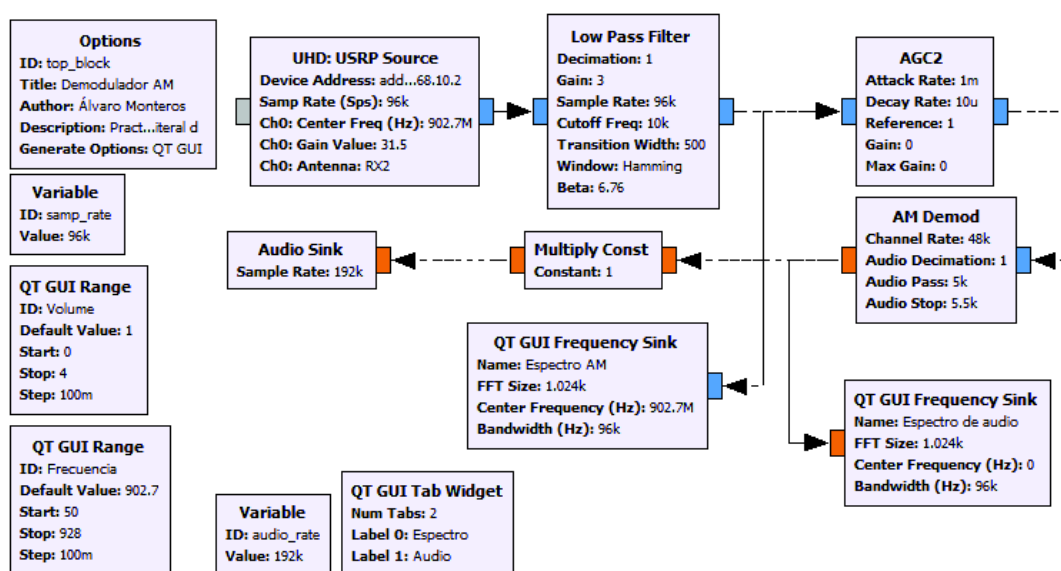 Options
ID: top_block
Title: Demodulador AM
Author: Álvaro Monteros
Description: Pract...iteral d
Generate Options: QT GUI
UHD: USRP Source
Device Address: add...68.10.2
Samp Rate (Sps): 96k
Ch0: Center Freq (Hz): 902.7M
Ch0: Gain Value: 31.5
Ch0: Antenna: RX2
Low Pass Filter
Decimation: 1
Gain: 3
Sample Rate: 96k
Cutoff Freq: 10k
Transition Width: 500
Window: Hamming
Beta: 6.76
AGC2
Attack Rate: 1m
Decay Rate: 10u
Reference: 1
Gain: 0
Max Gain: 0
Variable
ID: samp_rate
Value: 96k
Audio Sink
Sample Rate: 192k
Multiply Const
Constant: 1
AM Demod
Channel Rate: 48k
Audio Decimation: 1
Audio Pass: 5k
Audio Stop: 5.5k
QT GUI Range
ID: Volume
Default Value: 1
Start: 0
Stop: 4
Step: 100m
QT GUI Frequency Sink
Name: Espectro AM
FFT Size: 1.024k
Center Frequency (Hz): 902.7M
Bandwidth (Hz): 96k
QT GUI Frequency Sink
Name: Espectro de audio
FFT Size: 1.024k
Center Frequency (Hz): 0
Bandwidth (Hz): 96k
QT GUI Range
ID: Frecuencia
Default Value: 902.7
Start: 50
Stop: 928
Step: 100m
Variable
ID: audio_rate
Value: 192k
QT GUI Tab Widget
Num Tabs: 2
Label 0: Espectro
Label 1: Audio